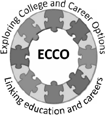 Exploring College and Career Options
ECCO
Linking education and careers